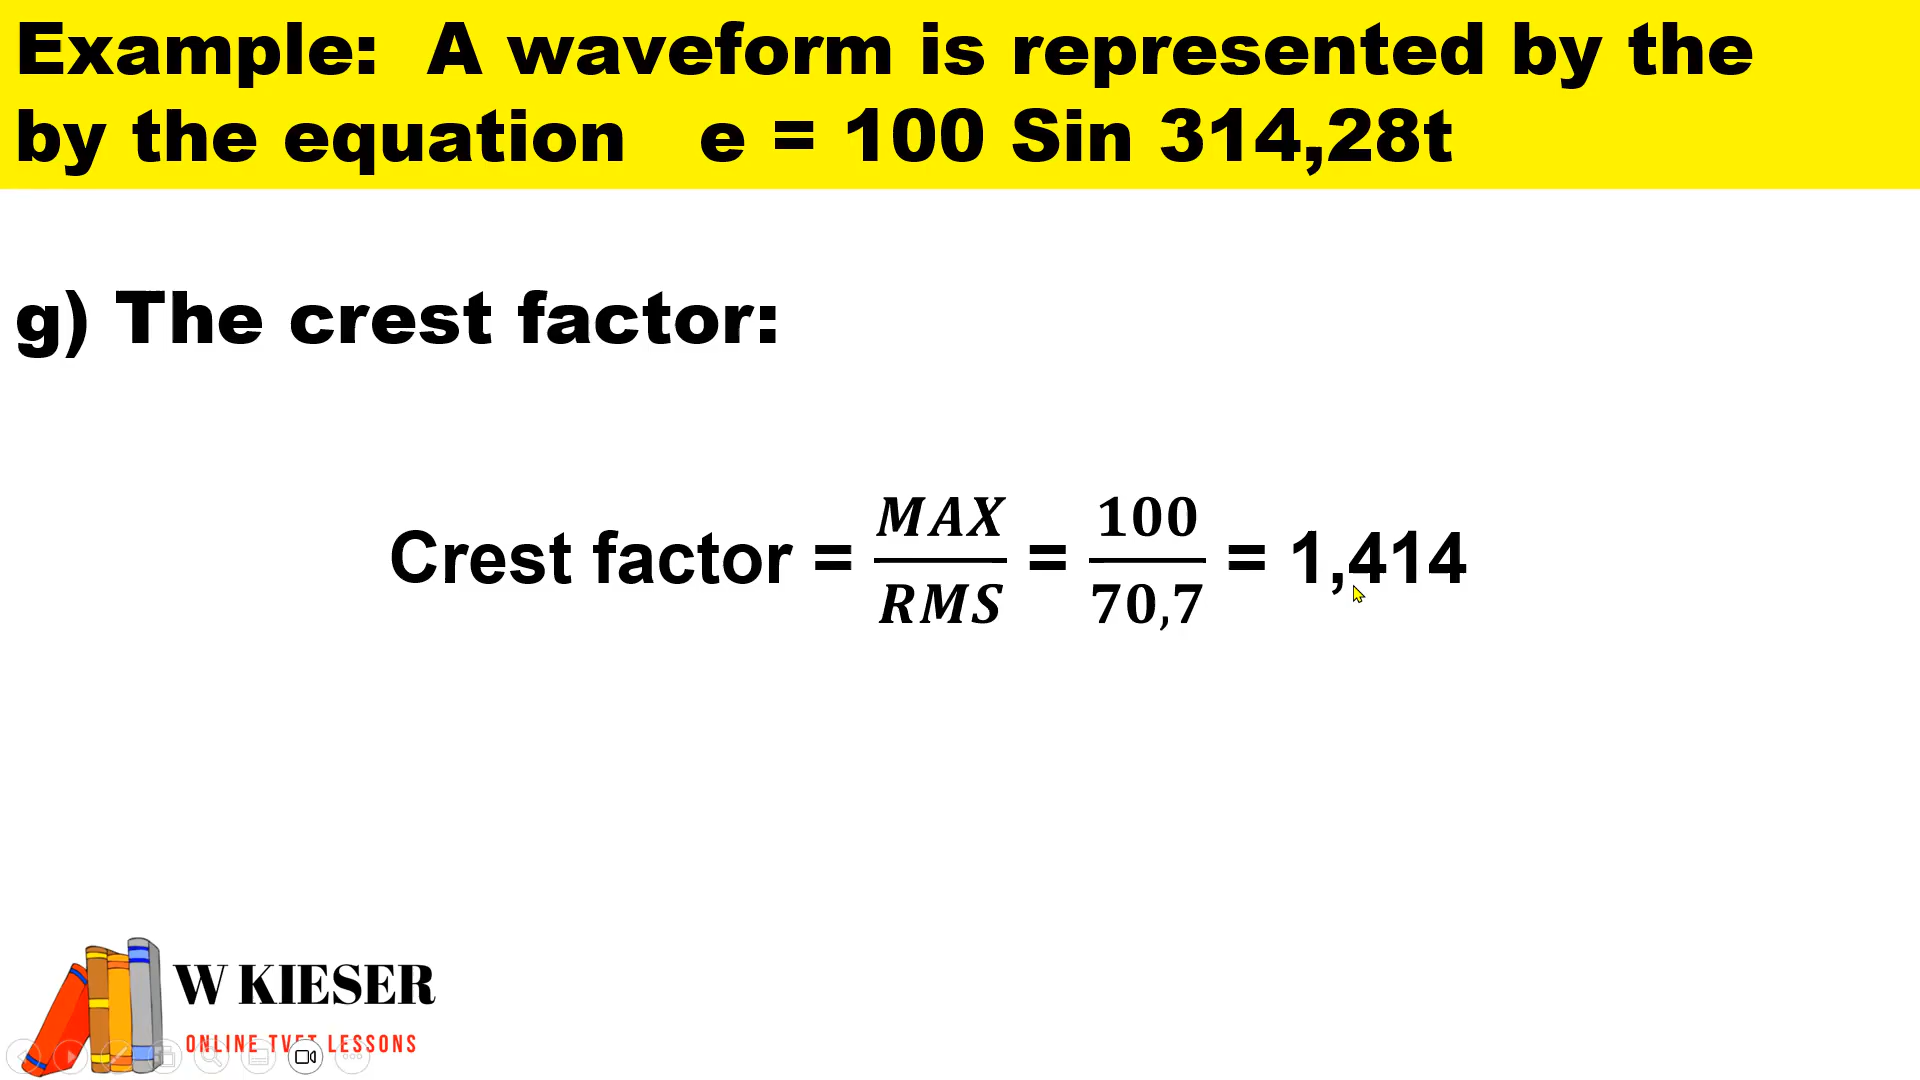 Example:  A waveform is represented by the
by the equation   e = 100 Sin 314,28t
g) The crest factor:
Crest factor = MAX/RMS = 100/70,7 = 1,414
W KIESER
ONLINE TVET LESSONS